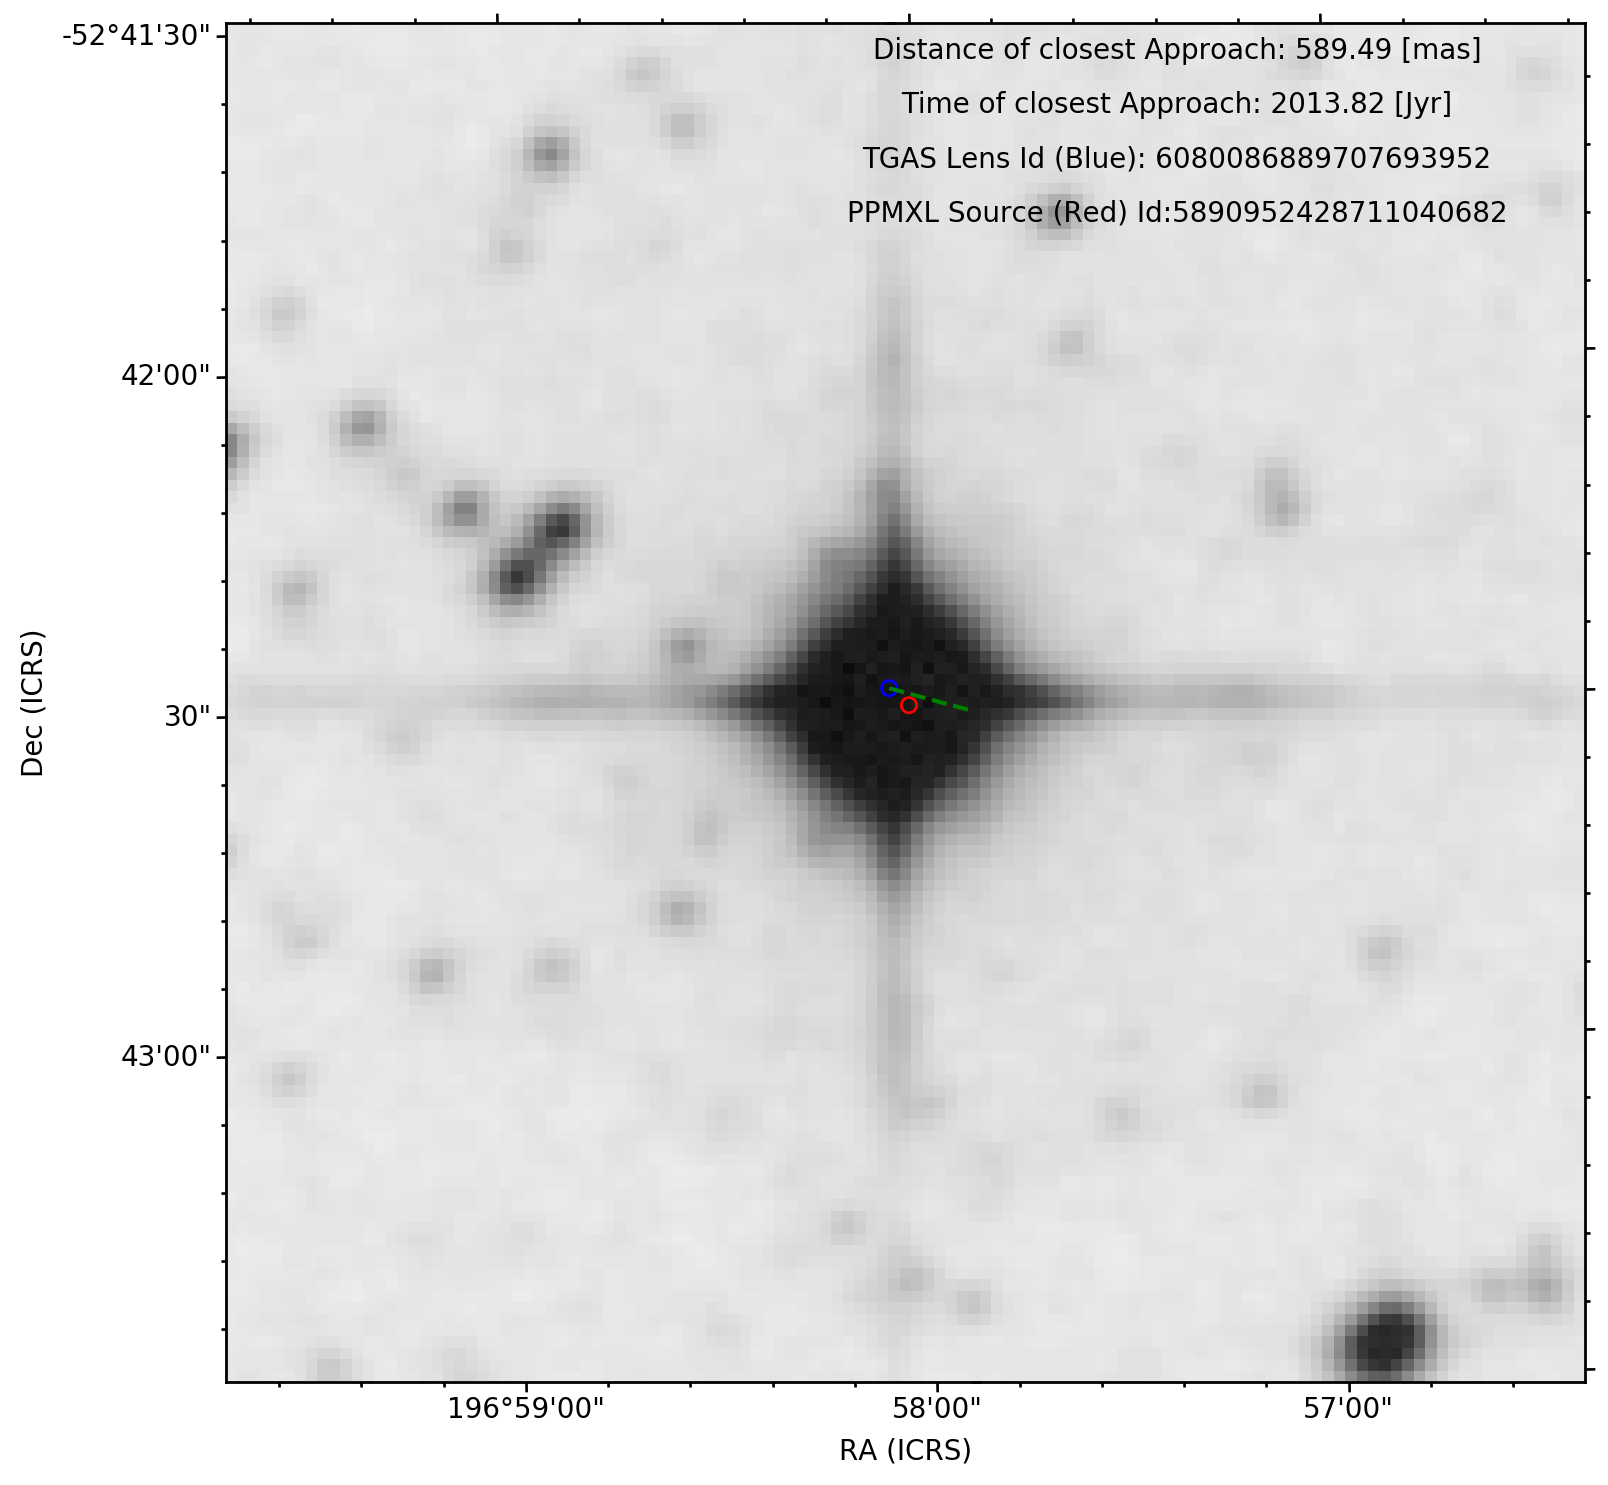 -52°41'30"
Distance of closest Approach: 589.49 [mas]
Time of closest Approach: 2013.82 [Jyr]
TGAS Lens Id (Blue): 6080086889707693952
PPMXL Source (Red) Id:5890952428711040682
42'00"
30"
43'00"
Dec (ICRS)
196°59'00"
58'00"
57'00"
RA (ICRS)